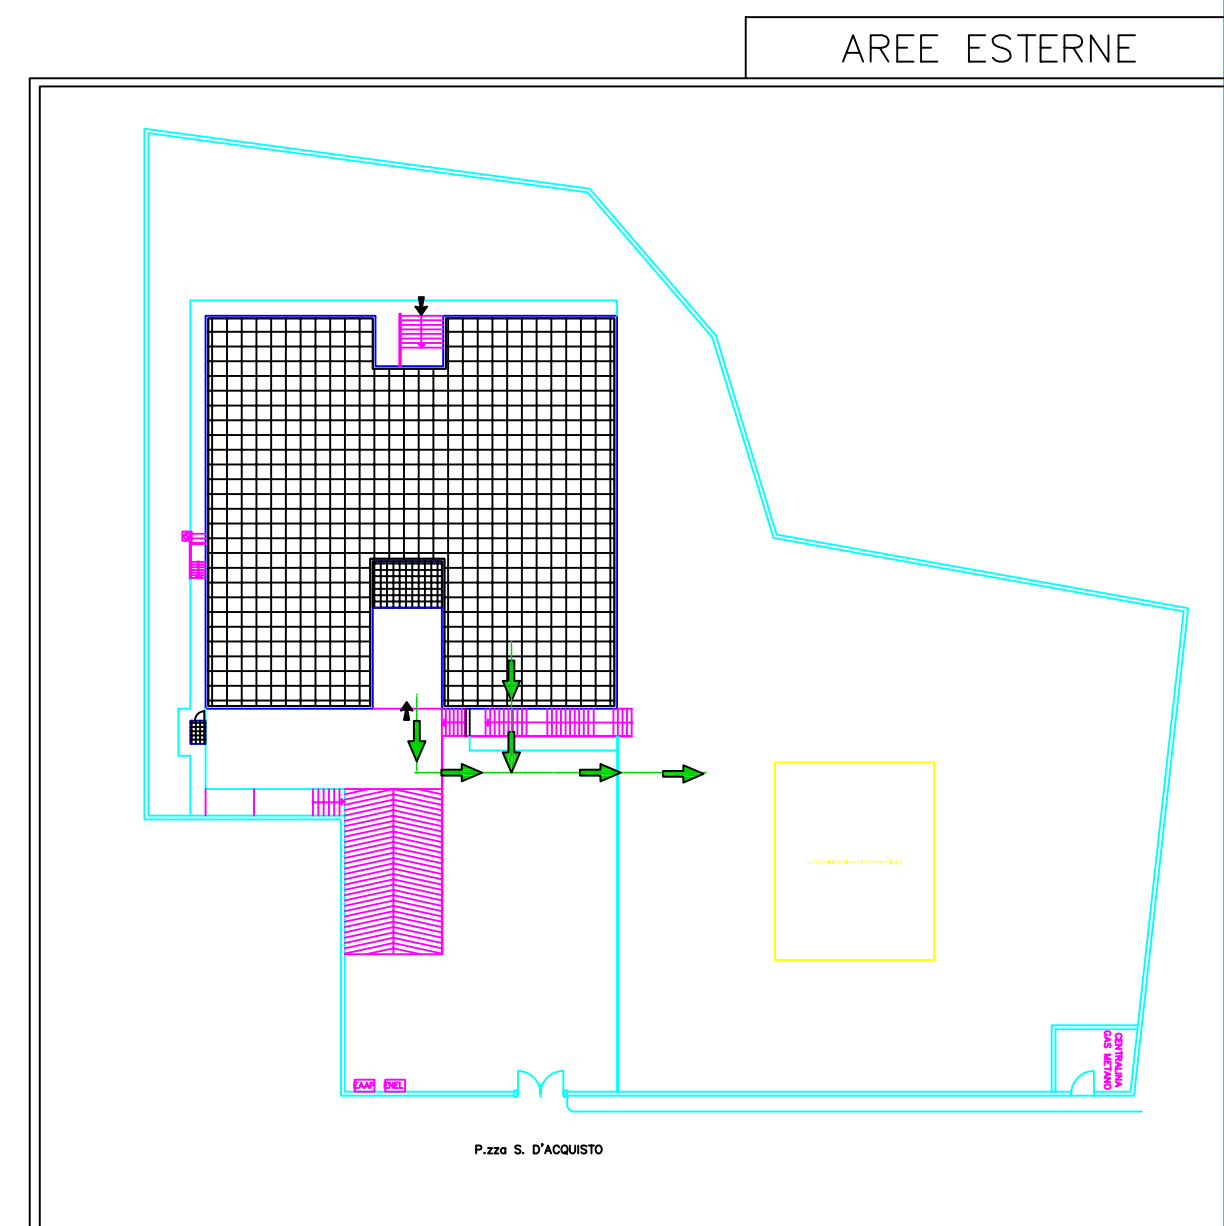 AREE ESTERNE
CENTRALINA
GAS METANO
EAAP ENEL
P.zza S. D'ACQUISTO